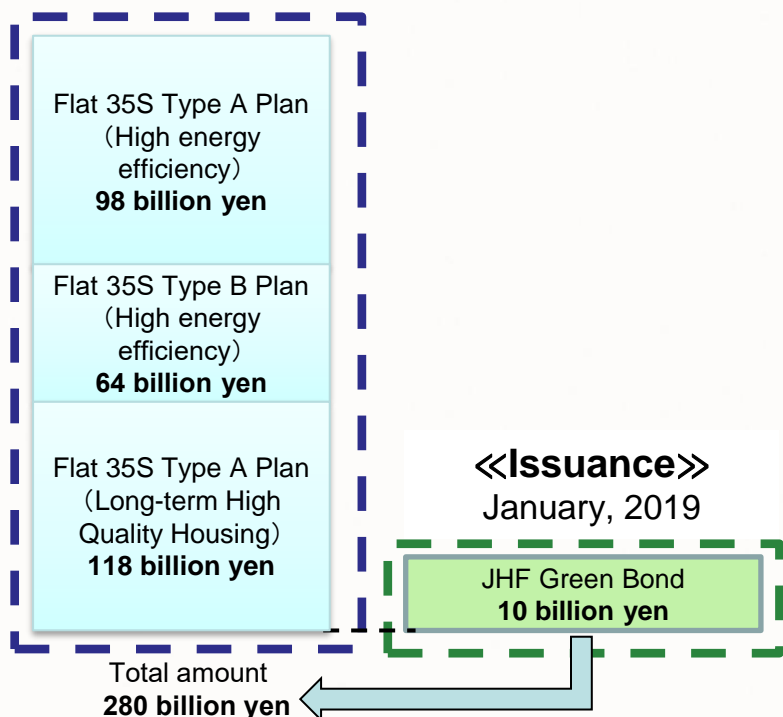 Flat 35S Type A Plan
（High energy
efficiency）
98 billion yen
Flat 35S Type B Plan
（High energy
efficiency）
64 billion yen
Flat 35S Type A Plan
（Long-term High
Quality Housing）
118 billion yen
≪Issuance≫
January, 2019
JHF Green Bond
10 billion yen
Total amount
280 billion yen